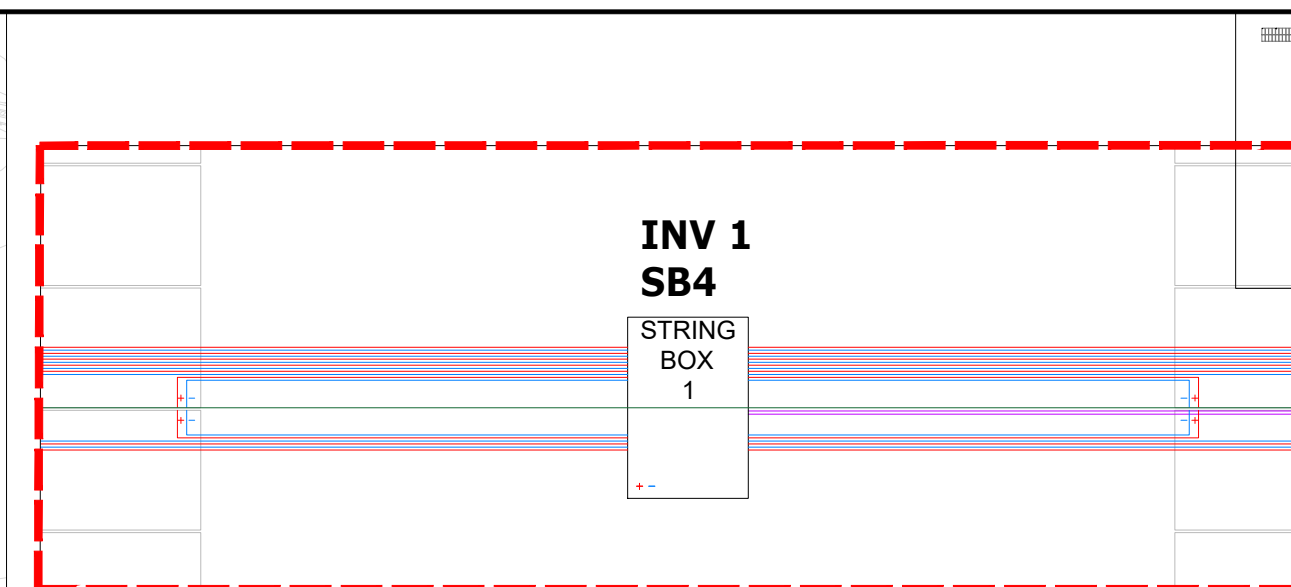 INV 1
SB4
STRING
BOX
1
+ − − +
+ − − +
+ −